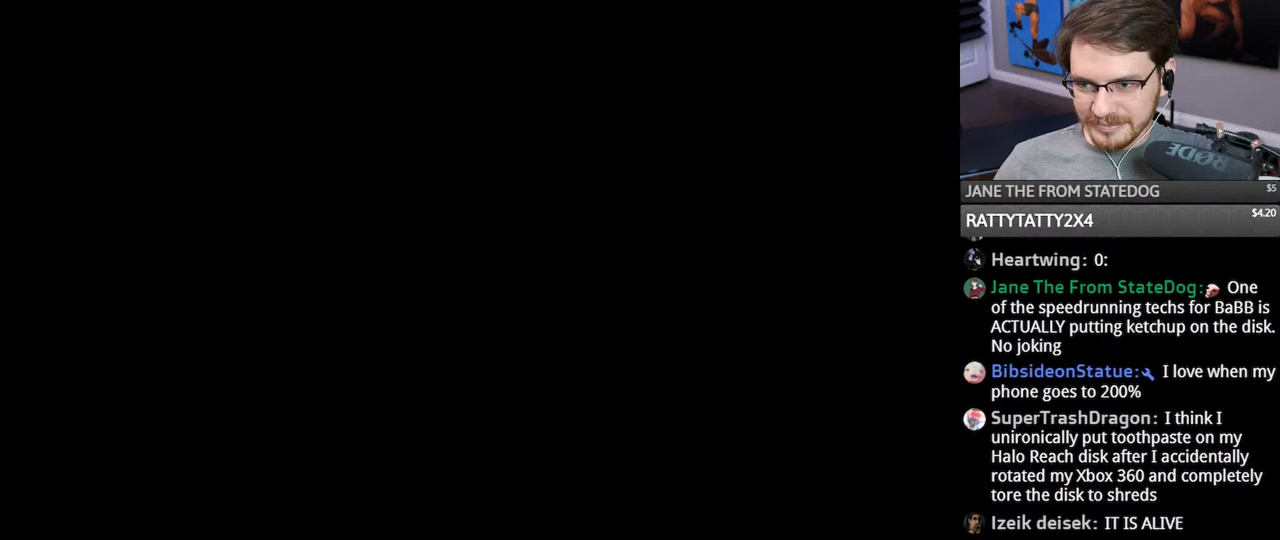 RØDE
JANE THE FROM STATEDOG $5
RATTYTATTY2X4 $4.20
Heartwing: 0:
Jane The From StateDog: One
of the speedrunning techs for BaBB is
ACTUALLY putting ketchup on the disk.
No joking
BibsideonStatue: I love when my
phone goes to 200%
SuperTrashDragon: I think I
unironically put toothpaste on my
Halo Reach disk after I accidentally
rotated my Xbox 360 and completely
tore the disk to shreds
Izeik deisek: IT IS ALIVE